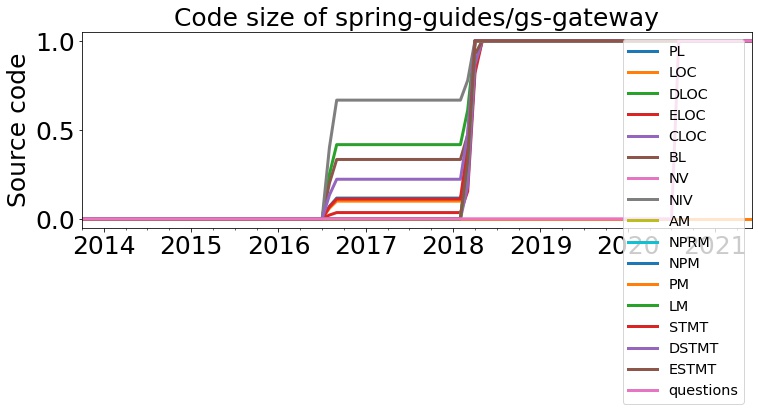 Code size of spring-guides/gs-gateway
Source code
1.0
0.5
0.0
2014 2015 2016 2017 2018 2019 2020 2021
PL
LOC
DLOC
ELOC
CLOC
BL
NV
NIV
AM
NPRM
NPM
PM
LM
STMT
DSTMT
ESTMT
questions